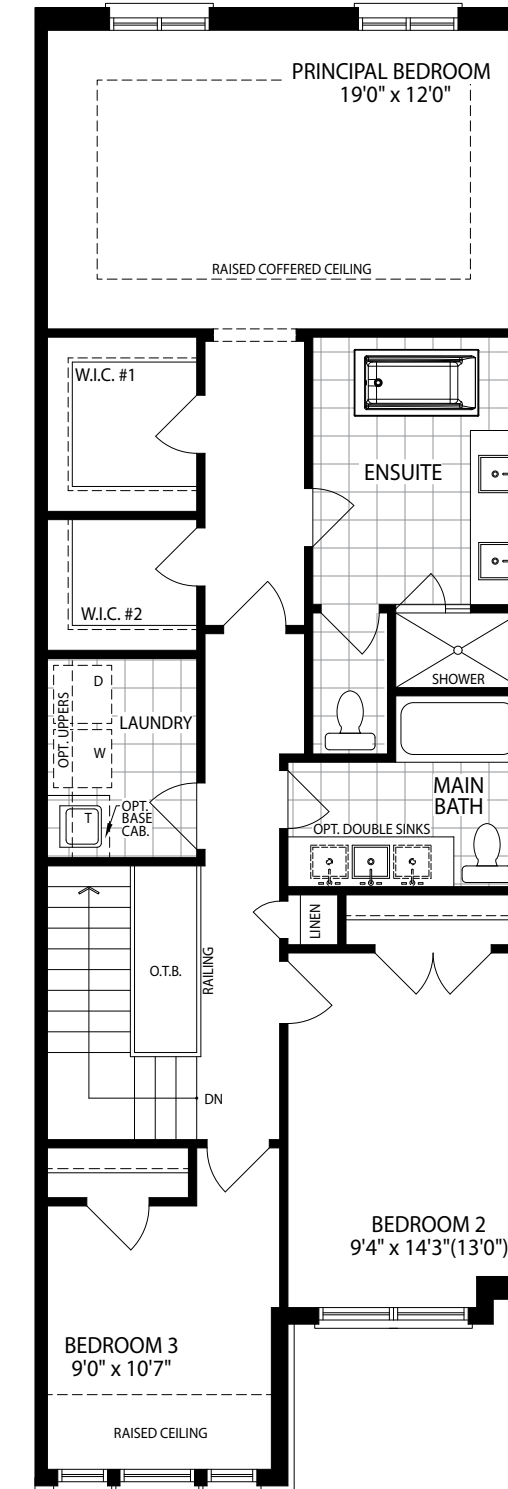 PRINCIPAL BEDROOM
19'0" x 12'0"
RAISED COFFERED CEILING
W.I.C. #1
ENSUITE
W.I.C. #2
SHOWER
D
OPT. UPPERS
LAUNDRY
W
T
OPT.
BASE
CAB.
MAIN
BATH
OPT. DOUBLE SINKS
LINEN
O.T.B.
RAILING
DN
BEDROOM 2
9'4" x 14'3"(13'0")
BEDROOM 3
9'0" x 10'7"
RAISED CEILING